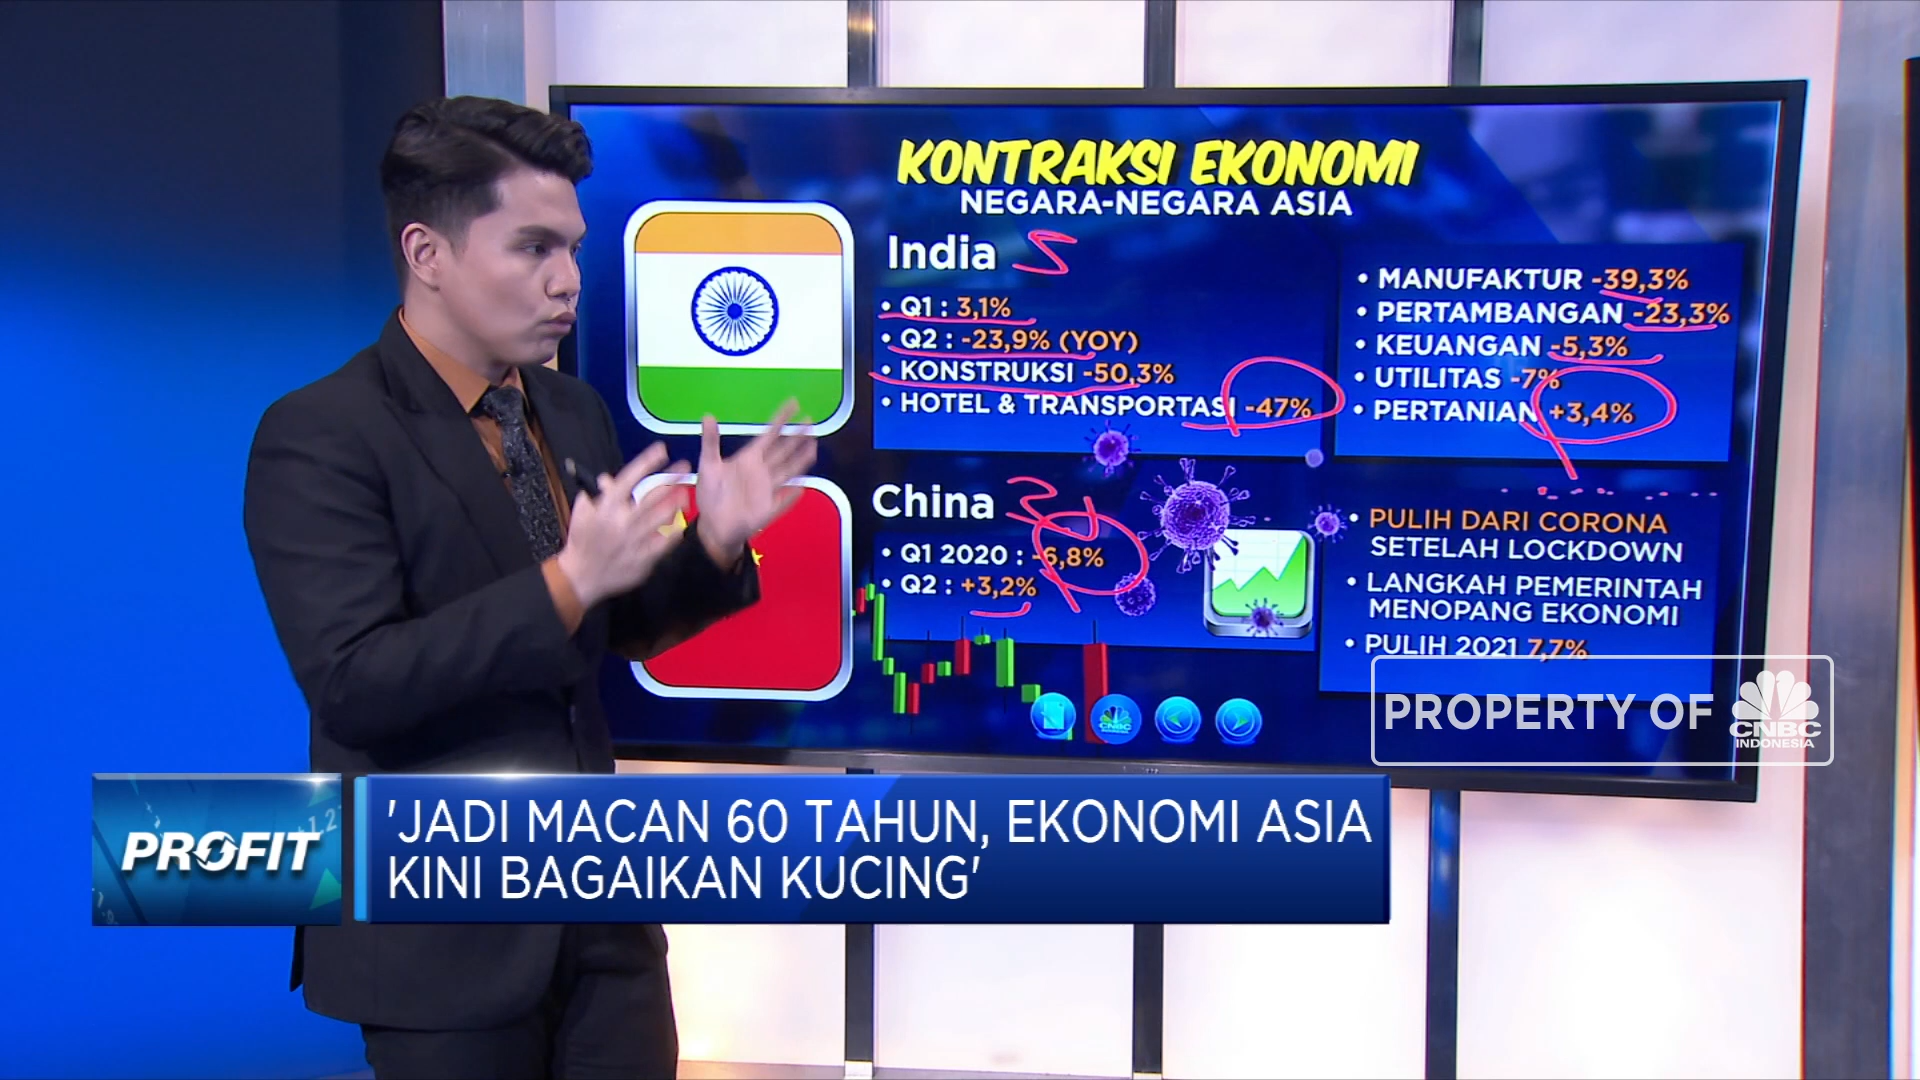 KONTRAKSI EKONOMI
NEGARA-NEGARA ASIA
India 5
• Q1 : 3,1%
• Q2 : -23,9% (YOY)
• KONSTRUKSI -50,3%
• HOTEL & TRANSPORTASI -47%
• MANUFAKTUR -39,3%
• PERTAMBANGAN -23,3%
• KEUANGAN -5,3%
• UTILITAS -7%
• PERTANIAN +3,4%
China
• Q1 2020 : -6,8%
• Q2 : +3,2%
• PULIH DARI CORONA
SETELAH LOCKDOWN
• LANGKAH PEMERINTAH
MENOPANG EKONOMI
• PULIH 2021 7,7%
PROPERTY OF CNBC
INDONESIA
PROFIT
'JADI MACAN 60 TAHUN, EKONOMI ASIA
KINI BAGAIKAN KUCING'